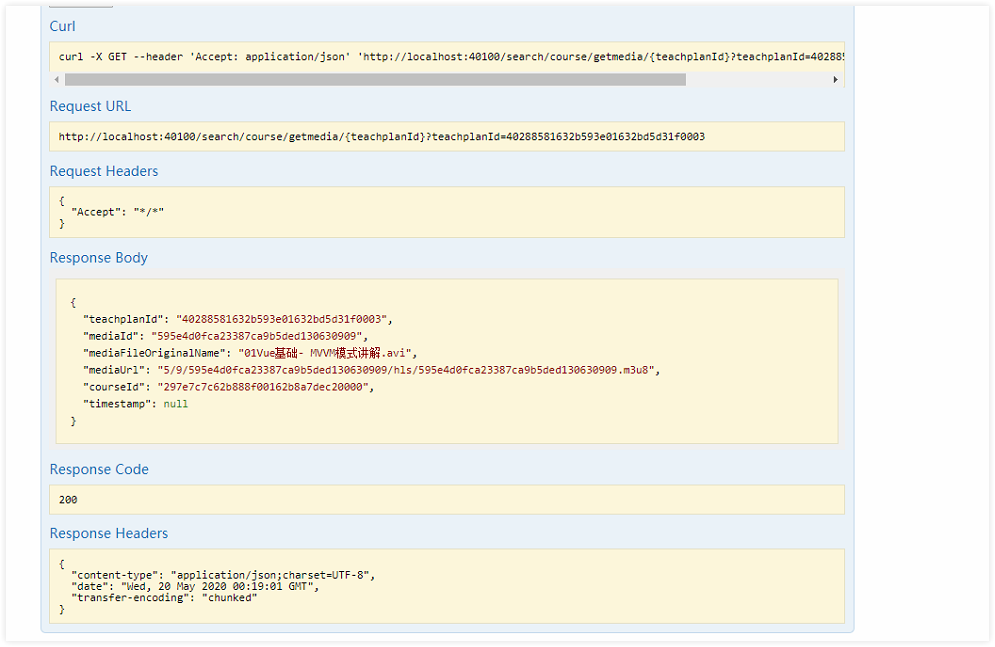 Curl
curl -X GET --header 'Accept: application/json' 'http://localhost:40100/search/course/getmedia/{teachplanId}?teachplanId=40288
Request URL
http://localhost:40100/search/course/getmedia/{teachplanId}?teachplanId=40288581632b593e01632bd5d31f0003
Request Headers
{
"Accept": "*/*"
}
Response Body
{
"teachplanId": "40288581632b593e01632bd5d31f0003",
"mediaId": "595e4d0fca23387ca9b5ded130630909",
"mediaFileOriginalName": "01Vue基础- MVVM模式讲解.avi",
"mediaUrl": "5/9/595e4d0fca23387ca9b5ded130630909/hls/595e4d0fca23387ca9b5ded130630909.m3u8",
"courseId": "297e7c7c62b888f00162b8a7dec20000",
"timestamp": null
}
Response Code
200
Response Headers
{
"content-type": "application/json;charset=UTF-8",
"date": "Wed, 20 May 2020 00:19:01 GMT",
"transfer-encoding": "chunked"
}